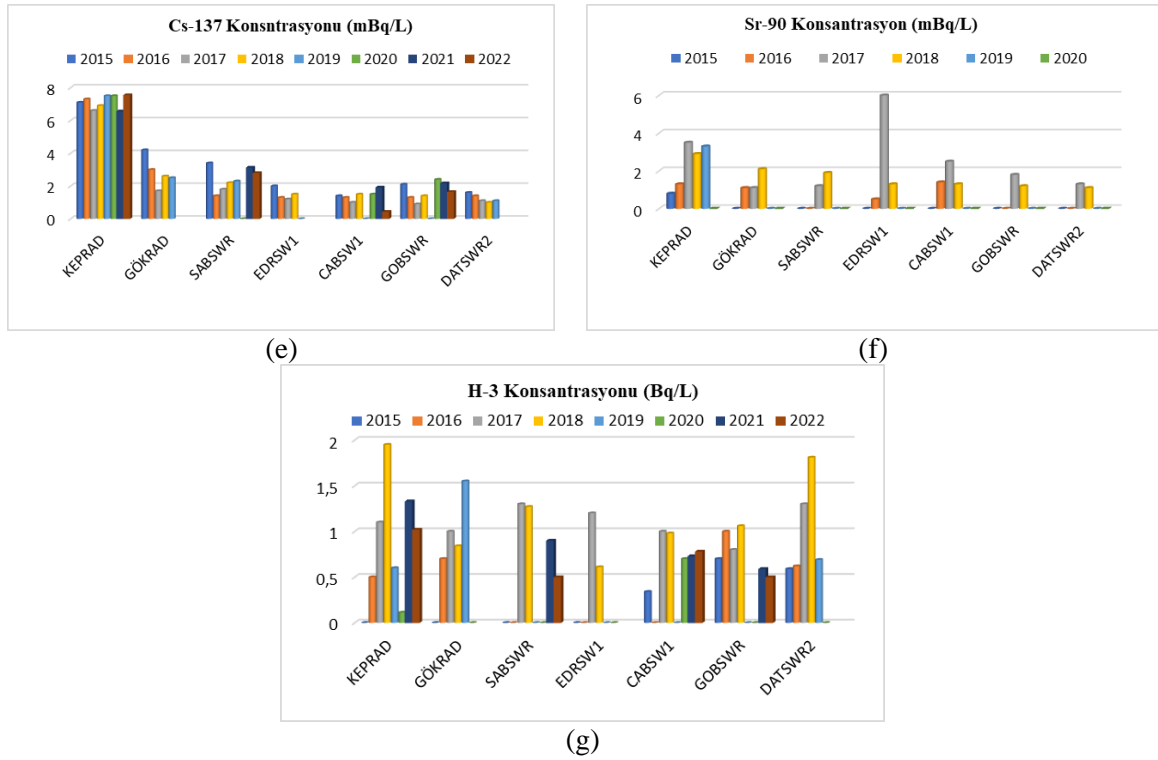 Cs-137 Konsntrasyonu (mBq/L)
2015 2016 2017 2018 2019 2020 2021 2022
8
6
4
2
0
KEPRAD
GÖKRAD
SABSWR
EDRSW1
CABSW1
GOBSWR
DATSWR2
(e)
Sr-90 Konsantrasyon (mBq/L)
2015 2016 2017 2018 2019 2020
6
4
2
0
KEPRAD
GÖKRAD
SABSWR
EDRSW1
CABSW1
GOBSWR
DATSWR2
(f)
H-3 Konsantrasyonu (Bq/L)
2015 2016 2017 2018 2019 2020 2021 2022
2
1,5
1
0,5
0
KEPRAD
GÖKRAD
SABSWR
EDRSW1
CABSW1
GOBSWR
DATSWR2
(g)